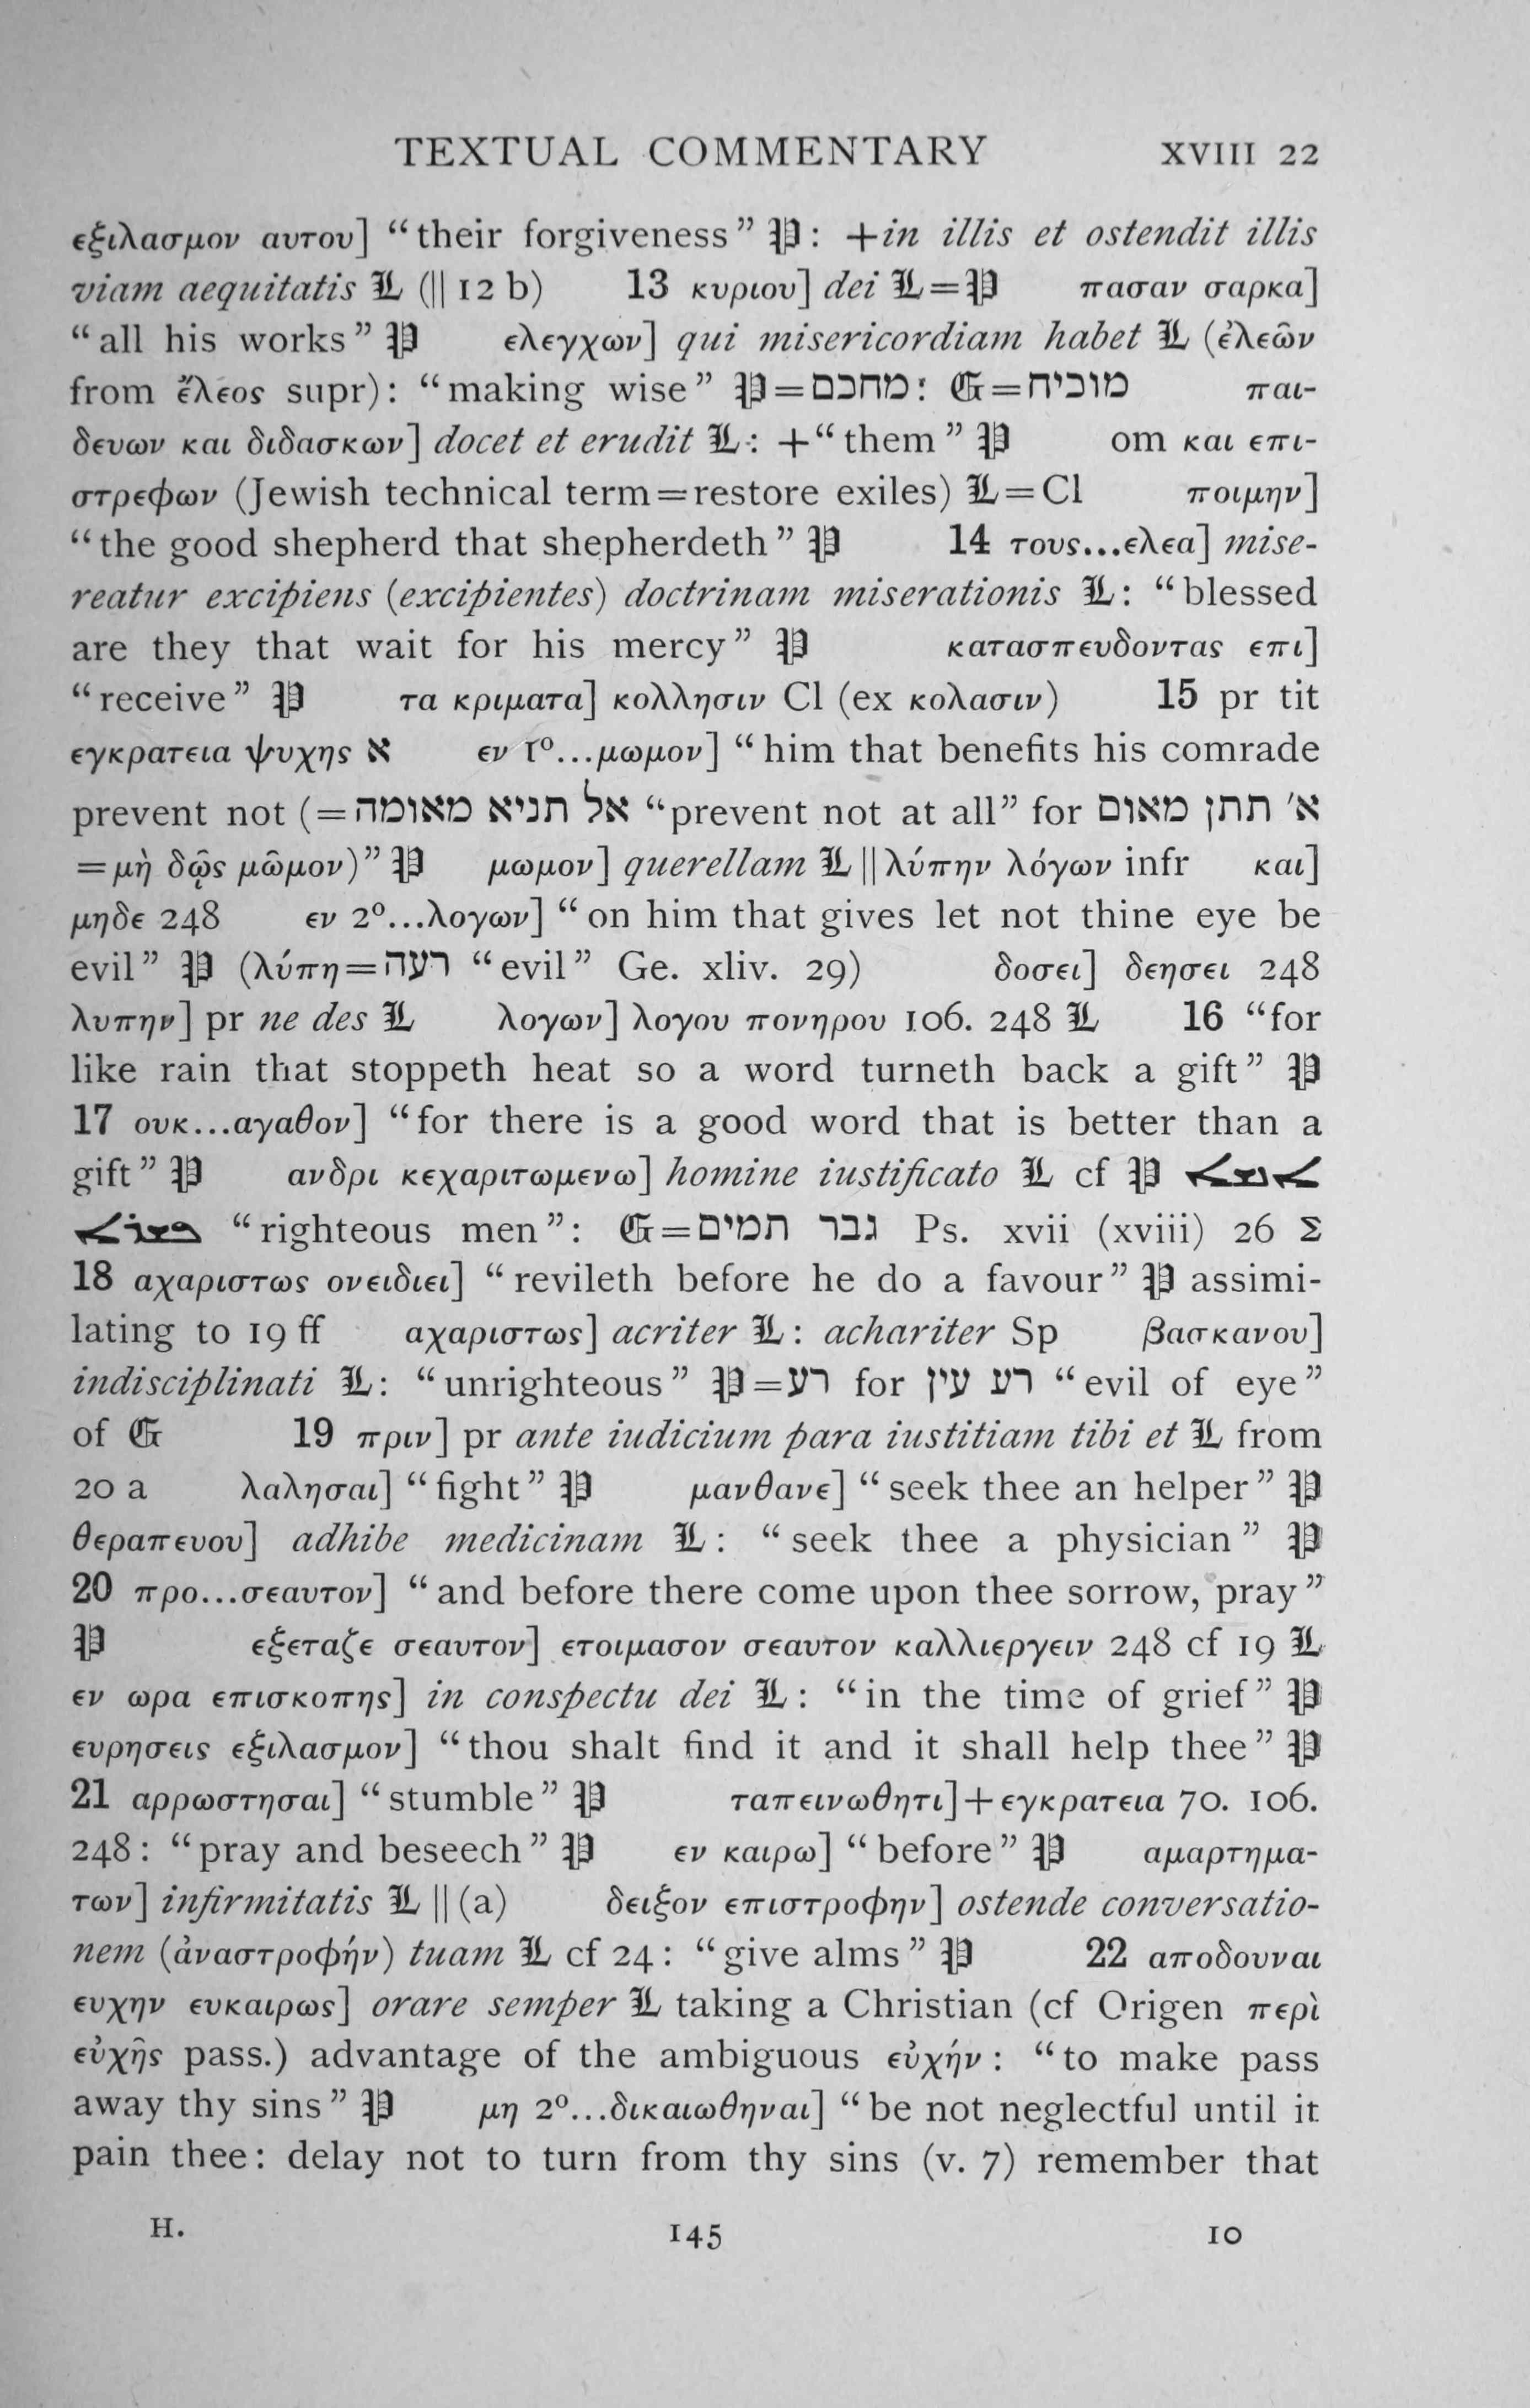 TEXTUAL COMMENTARY XVIII 22
εξιλασμον αυτου] “their forgiveness” 𝔓: +in illis et ostendit illis
viam aequitatis 𝕷 (|| 12 b) 13 κυριου] dei 𝕷=𝔓 πασαν σαρκα]
“all his works” 𝔓 ελεγχων] qui misericordiam habet 𝕷 (ἐλεῶν
from ἔλεος supr): “making wise” 𝔓=מחכם: 𝔊=מוכיח παι-
δευων και διδασκων] docet et erudit 𝕷: +“them” 𝔓 om και επι-
στρεφων (Jewish technical term=restore exiles) 𝕷=Cl ποιμην]
“the good shepherd that shepherdeth” 𝔓 14 τους...ελεα] mise-
reatur excipiens (excipientes) doctrinam miserationis 𝕷: “blessed
are they that wait for his mercy” 𝔓 κατασπευδοντας επι]
“receive” 𝔓 τα κριματα] κολλησιν Cl (ex κολασιν) 15 pr tit
εγκρατεια ψυχης א εν 1º...μωμον] “him that benefits his comrade
prevent not (=אל תניא מאומה “prevent not at all” for א׳ תתן מאום
=μὴ δῷς μῶμον)” 𝔓 μωμον] querellam 𝕷 || λύπην λόγων infr και]
μηδε 248 εν 2º...λογων] “on him that gives let not thine eye be
evil” 𝔓 (λύπη=רעה “evil” Ge. xliv. 29) δοσει] δεησει 248
λυπην] pr ne des 𝕷 λογων] λογου πονηρου 106. 248 𝕷 16 “for
like rain that stoppeth heat so a word turneth back a gift” 𝔓
17 ουκ...αγαθον] “for there is a good word that is better than a
gift” 𝔓 ανδρι κεχαριτωμενω] homine iustificato 𝕷 cf 𝔓
“righteous men”: 𝔊=גבר תמים Ps. xvii (xviii) 26 Σ
18 αχαριστως ονειδιει] “revileth before he do a favour” 𝔓 assimi-
lating to 19 ff αχαριστως] acriter 𝕷: achariter Sp βασκανου]
indisciplinati 𝕷: “unrighteous” 𝔓=רע for רע עין “evil of eye”
of 𝔊 19 πριν] pr ante iudicium para iustitiam tibi et 𝕷 from
20 a λαλησαι] “fight” 𝔓 μανθανε] “seek thee an helper” 𝔓
θεραπευου] adhibe medicinam 𝕷: “seek thee a physician” 𝔓
20 προ...σεαυτον] “and before there come upon thee sorrow, pray”
𝔓 εξεταζε σεαυτον] ετοιμασον σεαυτον καλλιεργειν 248 cf 19 𝕷
εν ωρα επισκοπης] in conspectu dei 𝕷: “in the time of grief” 𝔓
ευρησεις εξιλασμον] “thou shalt find it and it shall help thee” 𝔓
21 αρρωστησαι] “stumble” 𝔓 ταπεινωθητι]+εγκρατεια 70. 106.
248: “pray and beseech” 𝔓 εν καιρω] “before” 𝔓 αμαρτημα-
των] infirmitatis 𝕷 || (a) δειξον επιστροφην] ostende conversatio-
nem (ἀναστροφήν) tuam 𝕷 cf 24: “give alms” 𝔓 22 αποδουναι
ευχην ευκαιρως] orare semper 𝕷 taking a Christian (cf Origen περὶ
εὐχῆς pass.) advantage of the ambiguous εὐχήν: “to make pass
away thy sins” 𝔓 μη 2º...δικαιωθηναι] “be not neglectful until it
pain thee: delay not to turn from thy sins (v. 7) remember that
H. 145 10